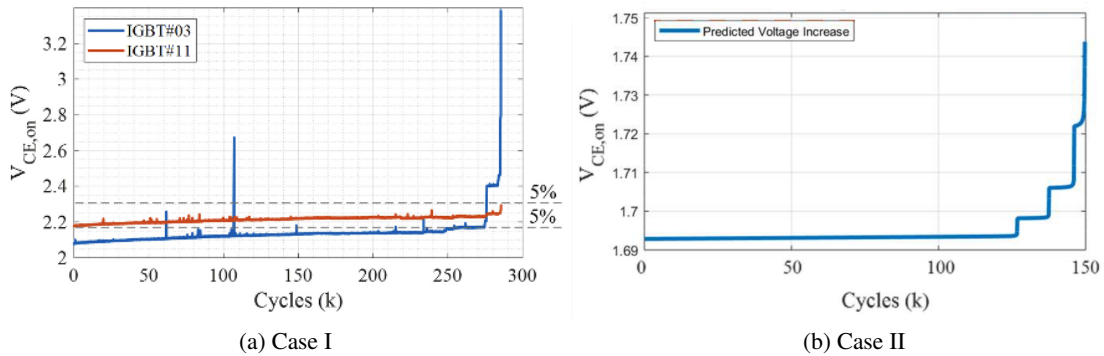 3.2
3
2.8
2.6
2.4
2.2
2
V_CE,on (V)
IGBT#03
IGBT#11
5%
5%
0 50 100 150 200 250 300
Cycles (k)
(a) Case I
1.75
1.74
1.73
1.72
1.71
1.7
1.69
V_CE,on (V)
Predicted Voltage Increase
0 50 100 150
Cycles (k)
(b) Case II